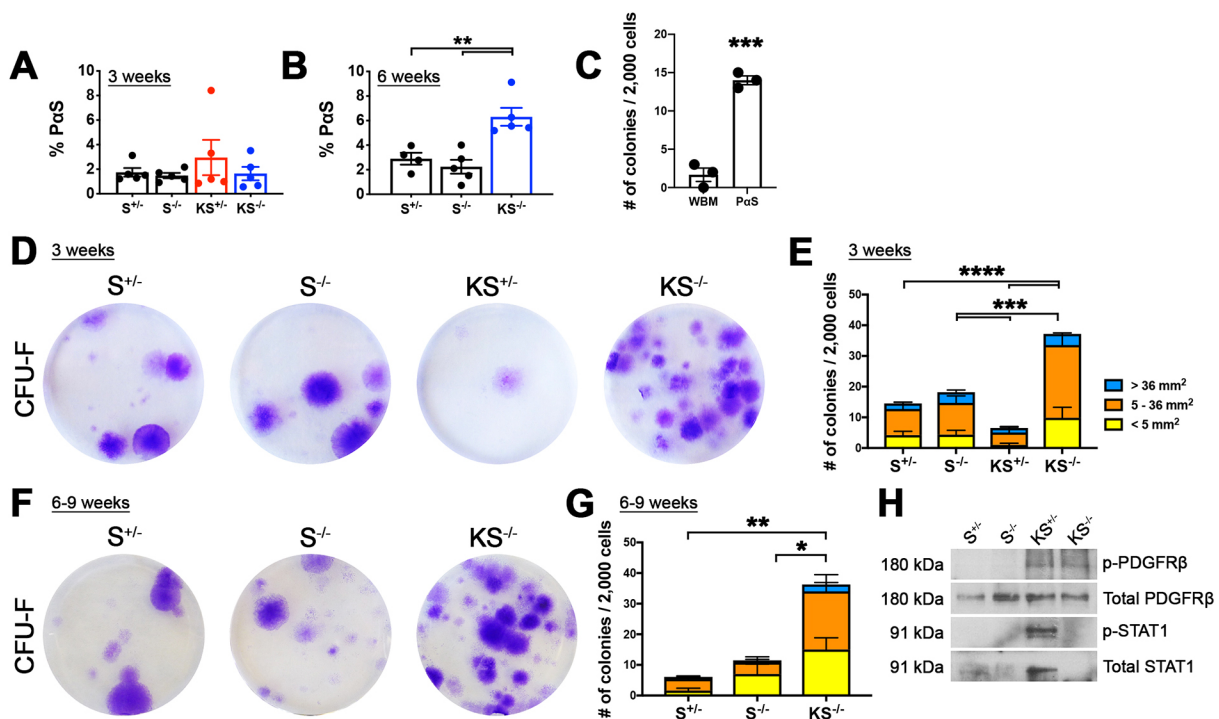 A
3 weeks
% PαS
10
8
6
4
2
0
S+/-
S-/-
KS+/-
KS-/-
B
6 weeks
**
% PαS
10
8
6
4
2
0
S+/-
S-/-
KS-/-
C
***
# of colonies / 2,000 cells
20
15
10
5
0
WBM
PαS
D
3 weeks
S+/-
S-/-
KS+/-
KS-/-
CFU-F
E
3 weeks
****
***
# of colonies / 2,000 cells
50
40
30
20
10
0
S+/-
S-/-
KS+/-
KS-/-
> 36 mm²
5 - 36 mm²
< 5 mm²
F
6-9 weeks
S+/-
S-/-
KS-/-
CFU-F
G
6-9 weeks
**
*
# of colonies / 2,000 cells
50
40
30
20
10
0
S+/-
S-/-
KS-/-
H
S+/-
S-/-
KS+/-
KS-/-
180 kDa p-PDGFRβ
180 kDa Total PDGFRβ
91 kDa p-STAT1
91 kDa Total STAT1